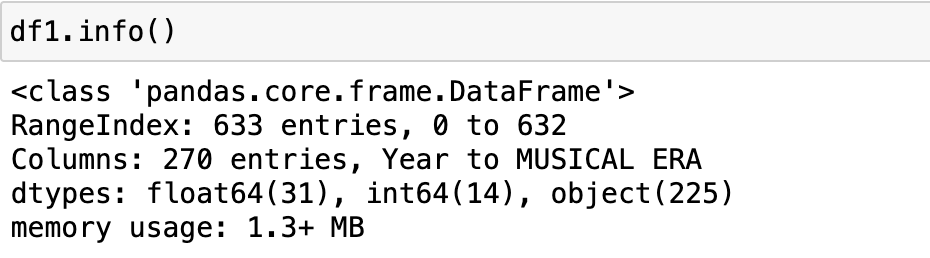 df1.info()
<class 'pandas.core.frame.DataFrame'>
RangeIndex: 633 entries, 0 to 632
Columns: 270 entries, Year to MUSICAL ERA
dtypes: float64(31), int64(14), object(225)
memory usage: 1.3+ MB